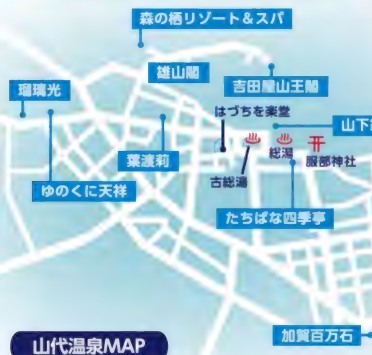 森の栖リゾート&スパ
雄山閣
吉田屋山王閣
瑠璃光
はづちを楽堂
山下
葉渡莉
総湯
服部神社
古総湯
ゆのくに天祥
たちばな四季亭
加賀百万石
山代温泉MAP